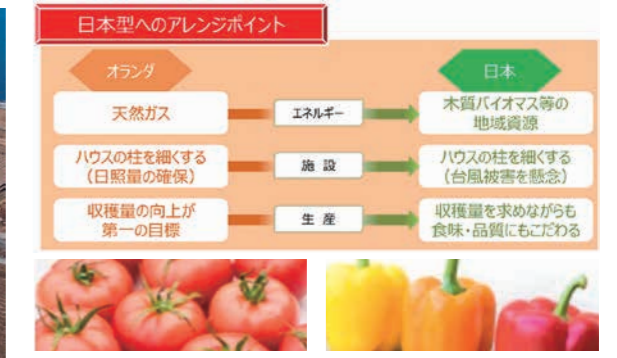 日本型へのアレンジポイント
オランダ
日本
天然ガス
エネルギー
木質バイオマス等の
地域資源
ハウスの柱を細くする
（日照量の確保）
施 設
ハウスの柱を細くする
（台風被害を懸念）
収穫量の向上が
第一の目標
生 産
収穫量を求めながらも
食味・品質にもこだわる